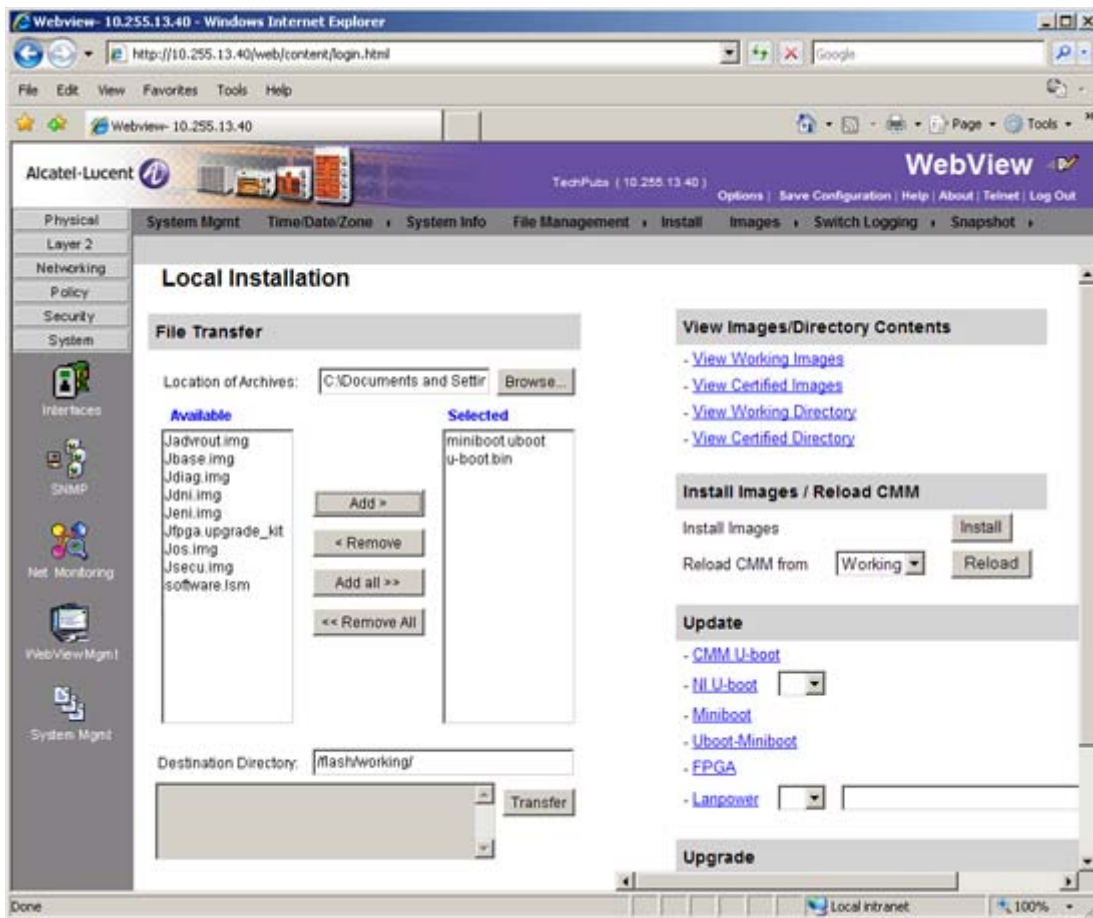 Webview- 10.255.13.40 - Windows Internet Explorer
http://10.255.13.40/web/content/login.html
Google
File Edit View Favorites Tools Help
Webview- 10.255.13.40
Page Tools
Alcatel-Lucent
WebView
TechPubs ( 10.255.13.40 )
Options | Save Configuration | Help | About | Telnet | Log Out
Physical
Layer 2
Networking
Policy
Security
System
System Mgmt Time/Date/Zone System Info File Management Install Images Switch Logging Snapshot
Interfaces
SNMP
Net Monitoring
WebViewMgmt
System Mgmt
Local Installation
File Transfer
Location of Archives: C:\Documents and Settir Browse...
Available
Jadvrout.img
Jbase.img
Jdiag.img
Jdni.img
Jeni.img
Jfpga.upgrade_kit
Jos.img
Jsecu.img
software.lsm
Add >
< Remove
Add all >>
<< Remove All
Selected
miniboot.uboot
u-boot.bin
Destination Directory: /flash/working/
Transfer
View Images/Directory Contents
- View Working Images
- View Certified Images
- View Working Directory
- View Certified Directory
Install Images / Reload CMM
Install Images Install
Reload CMM from Working Reload
Update
- CMM U-boot
- NI U-boot
- Miniboot
- Uboot-Miniboot
- FPGA
- Lanpower
Upgrade
Done
Local intranet
100%